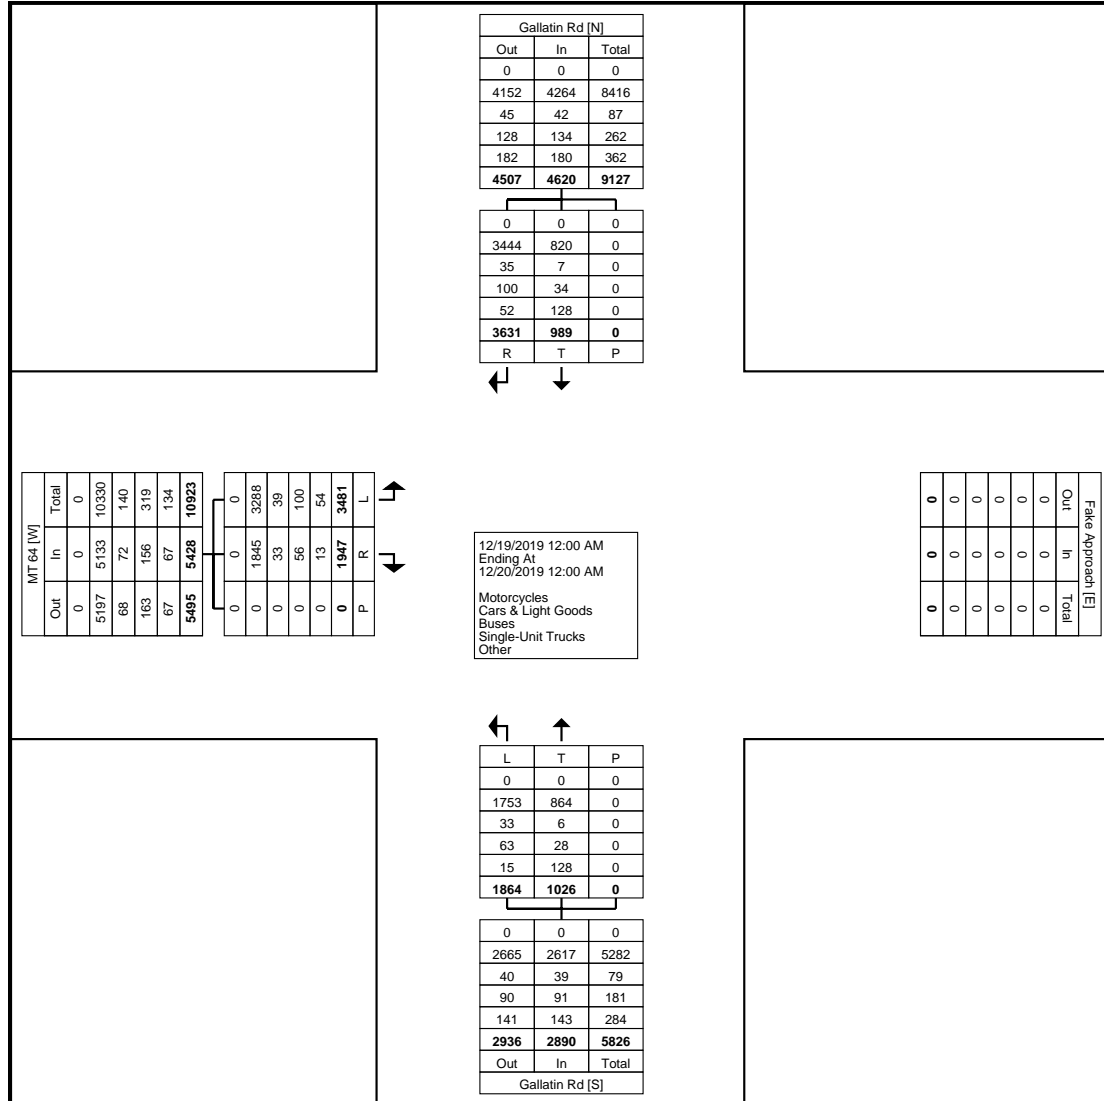 Gallatin Rd [N]
Out In Total
0 0 0
4152 4264 8416
45 42 87
128 134 262
182 180 362
4507 4620 9127
0 0 0
3444 820 0
35 7 0
100 34 0
52 128 0
3631 989 0
R T P
MT 64 [W]
Out In Total
0 0 0
5197 5133 10330
68 72 140
163 156 319
67 67 134
5495 5428 10923
0 0 0
0 1845 3288
0 33 39
0 56 100
0 13 54
0 1947 3481
P R L
12/19/2019 12:00 AM
Ending At
12/20/2019 12:00 AM
Motorcycles
Cars & Light Goods
Buses
Single-Unit Trucks
Other
Fake Approach [E]
Out In Total
0 0 0
0 0 0
0 0 0
0 0 0
0 0 0
0 0 0
L T P
0 0 0
1753 864 0
33 6 0
63 28 0
15 128 0
1864 1026 0
0 0 0
2665 2617 5282
40 39 79
90 91 181
141 143 284
2936 2890 5826
Out In Total
Gallatin Rd [S]